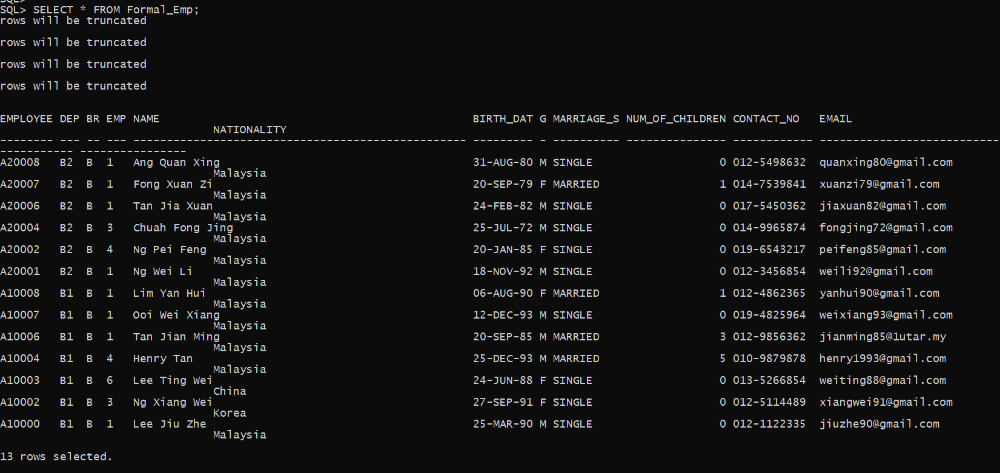 SQL>
SQL> SELECT * FROM Formal_Emp;
rows will be truncated
rows will be truncated
rows will be truncated
rows will be truncated
EMPLOYEE DEP BR EMP NAME BIRTH_DAT G MARRIAGE_S NUM_OF_CHILDREN CONTACT_NO EMAIL
NATIONALITY
-------- --- -- --- -------------------------------------------------- --------- - ---------- --------------- ------------ ---------------------------
----------- ----------------
A20008 B2 B 1 Ang Quan Xing 31-AUG-80 M SINGLE 0 012-5498632 quanxing80@gmail.com
Malaysia
A20007 B2 B 1 Fong Xuan Zi 20-SEP-79 F MARRIED 1 014-7539841 xuanzi79@gmail.com
Malaysia
A20006 B2 B 1 Tan Jia Xuan 24-FEB-82 M SINGLE 0 017-5450362 jiaxuan82@gmail.com
Malaysia
A20004 B2 B 3 Chuah Fong Jing 25-JUL-72 M SINGLE 0 014-9965874 fongjing72@gmail.com
Malaysia
A20002 B2 B 4 Ng Pei Feng 20-JAN-85 F SINGLE 0 019-6543217 peifeng85@gmail.com
Malaysia
A20001 B2 B 1 Ng Wei Li 18-NOV-92 M SINGLE 0 012-3456854 weili92@gmail.com
Malaysia
A10008 B1 B 1 Lim Yan Hui 06-AUG-90 F MARRIED 1 012-4862365 yanhui90@gmail.com
Malaysia
A10007 B1 B 1 Ooi Wei Xiang 12-DEC-93 M SINGLE 0 019-4825964 weixiang93@gmail.com
Malaysia
A10006 B1 B 1 Tan Jian Ming 20-SEP-85 M MARRIED 3 012-9856362 jianming85@1utar.my
Malaysia
A10004 B1 B 4 Henry Tan 25-DEC-93 M MARRIED 5 010-9879878 henry1993@gmail.com
Malaysia
A10003 B1 B 6 Lee Ting Wei 24-JUN-88 F SINGLE 0 013-5266854 weiting88@gmail.com
China
A10002 B1 B 3 Ng Xiang Wei 27-SEP-91 F SINGLE 0 012-5114489 xiangwei91@gmail.com
Korea
A10000 B1 B 1 Lee Jiu Zhe 25-MAR-90 M SINGLE 0 012-1122335 jiuzhe90@gmail.com
Malaysia
13 rows selected.